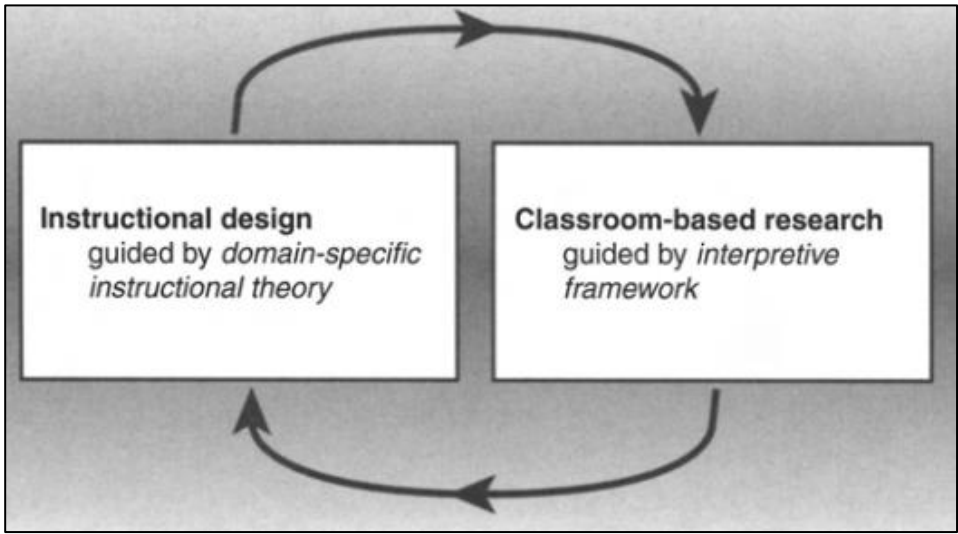 Instructional design
guided by domain-specific
instructional theory
Classroom-based research
guided by interpretive
framework